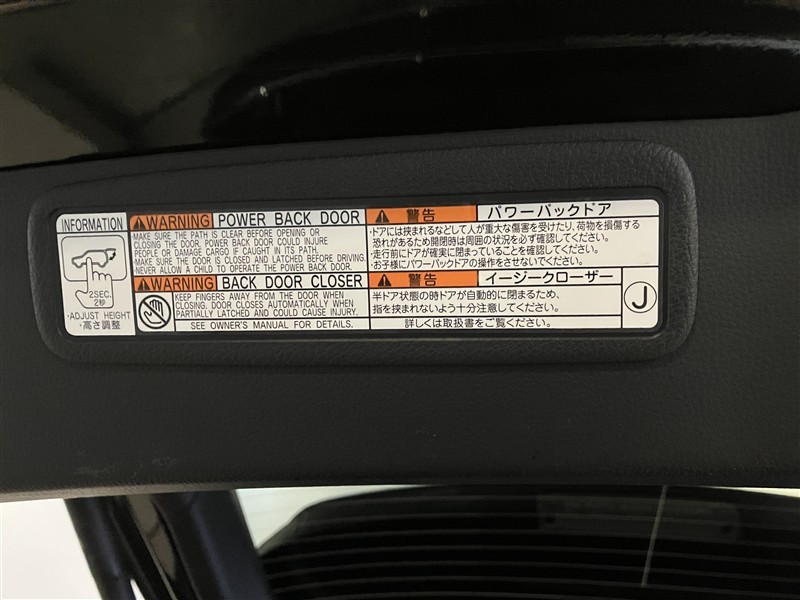 INFORMATION
2SEC.
2秒
・ADJUST HEIGHT
・高さ調整
WARNING POWER BACK DOOR
MAKE SURE THE PATH IS CLEAR BEFORE OPENING OR
CLOSING THE DOOR. POWER BACK DOOR COULD INJURE
PEOPLE OR DAMAGE CARGO IF CAUGHT IN ITS PATH.
・MAKE SURE THE DOOR IS CLOSED AND LATCHED BEFORE DRIVING.
・NEVER ALLOW A CHILD TO OPERATE THE POWER BACK DOOR.
WARNING BACK DOOR CLOSER
KEEP FINGERS AWAY FROM THE DOOR WHEN
CLOSING. DOOR CLOSES AUTOMATICALLY WHEN
PARTIALLY LATCHED AND COULD CAUSE INJURY.
SEE OWNER'S MANUAL FOR DETAILS.
警告 パワーバックドア
・ドアには挟まれるなどして人が重大な傷害を受けたり、荷物を損傷する
恐れがあるため開閉時は周囲の状況を必ず確認してください。
・走行前にドアが確実に閉まっていることを確認してください。
・お子様にパワーバックドアの操作をさせないでください。
警告 イージークローザー
半ドア状態の時ドアが自動的に閉まるため、
指を挟まれないよう十分注意してください。
詳しくは取扱書をご覧ください。
J